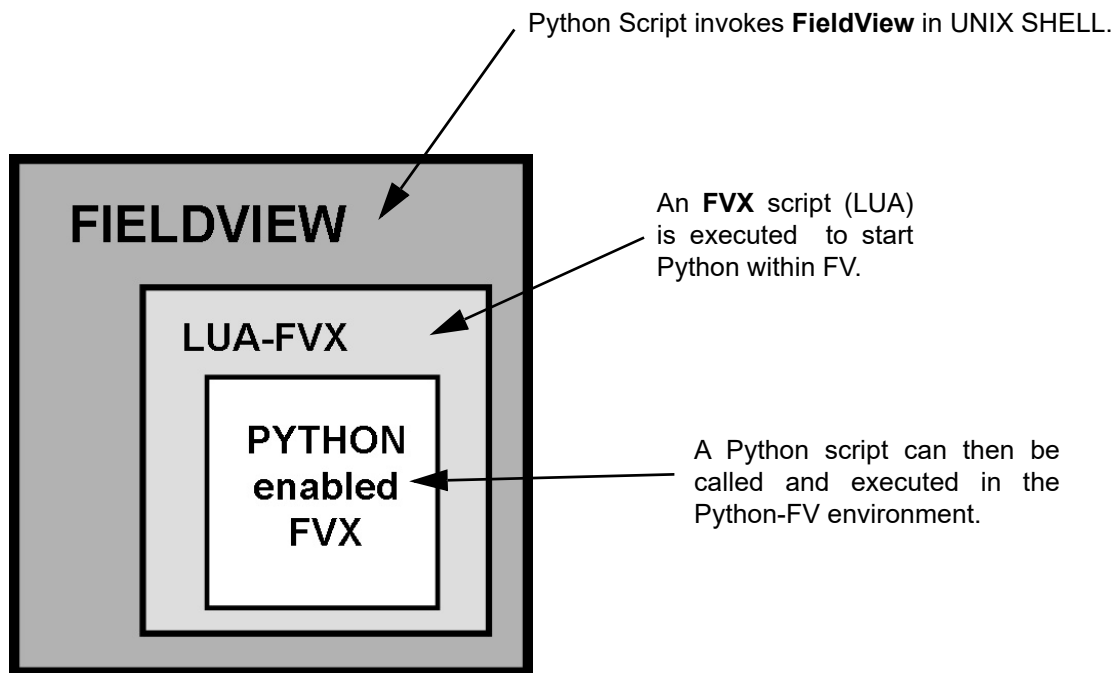 Python Script invokes FieldView in UNIX SHELL.
FIELDVIEW
An FVX script (LUA)
is executed to start
Python within FV.
LUA-FVX
PYTHON
enabled
FVX
A Python script can then be
called and executed in the
Python-FV environment.